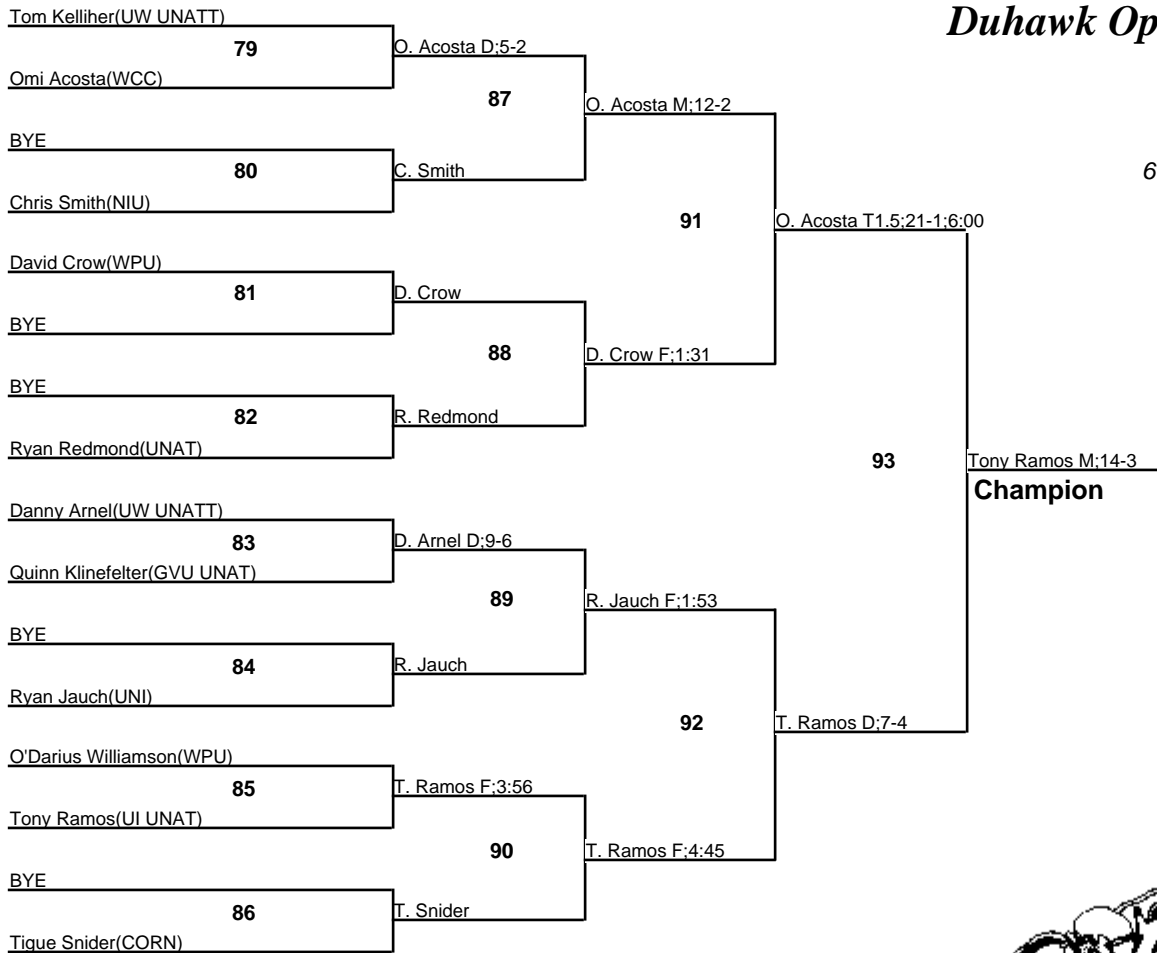 Duhawk Op
6
Tom Kelliher(UW UNATT)
79
Omi Acosta(WCC)
O. Acosta D;5-2
87
BYE
80
Chris Smith(NIU)
C. Smith
O. Acosta M;12-2
91
David Crow(WPU)
81
BYE
D. Crow
88
BYE
82
Ryan Redmond(UNAT)
R. Redmond
D. Crow F;1:31
O. Acosta T1.5;21-1;6:00
93
Tony Ramos M;14-3
Champion
Danny Arnel(UW UNATT)
83
Quinn Klinefelter(GVU UNAT)
D. Arnel D;9-6
89
BYE
84
Ryan Jauch(UNI)
R. Jauch
R. Jauch F;1:53
92
T. Ramos D;7-4
O'Darius Williamson(WPU)
85
Tony Ramos(UI UNAT)
T. Ramos F;3:56
90
T. Ramos F;4:45
BYE
86
Tigue Snider(CORN)
T. Snider